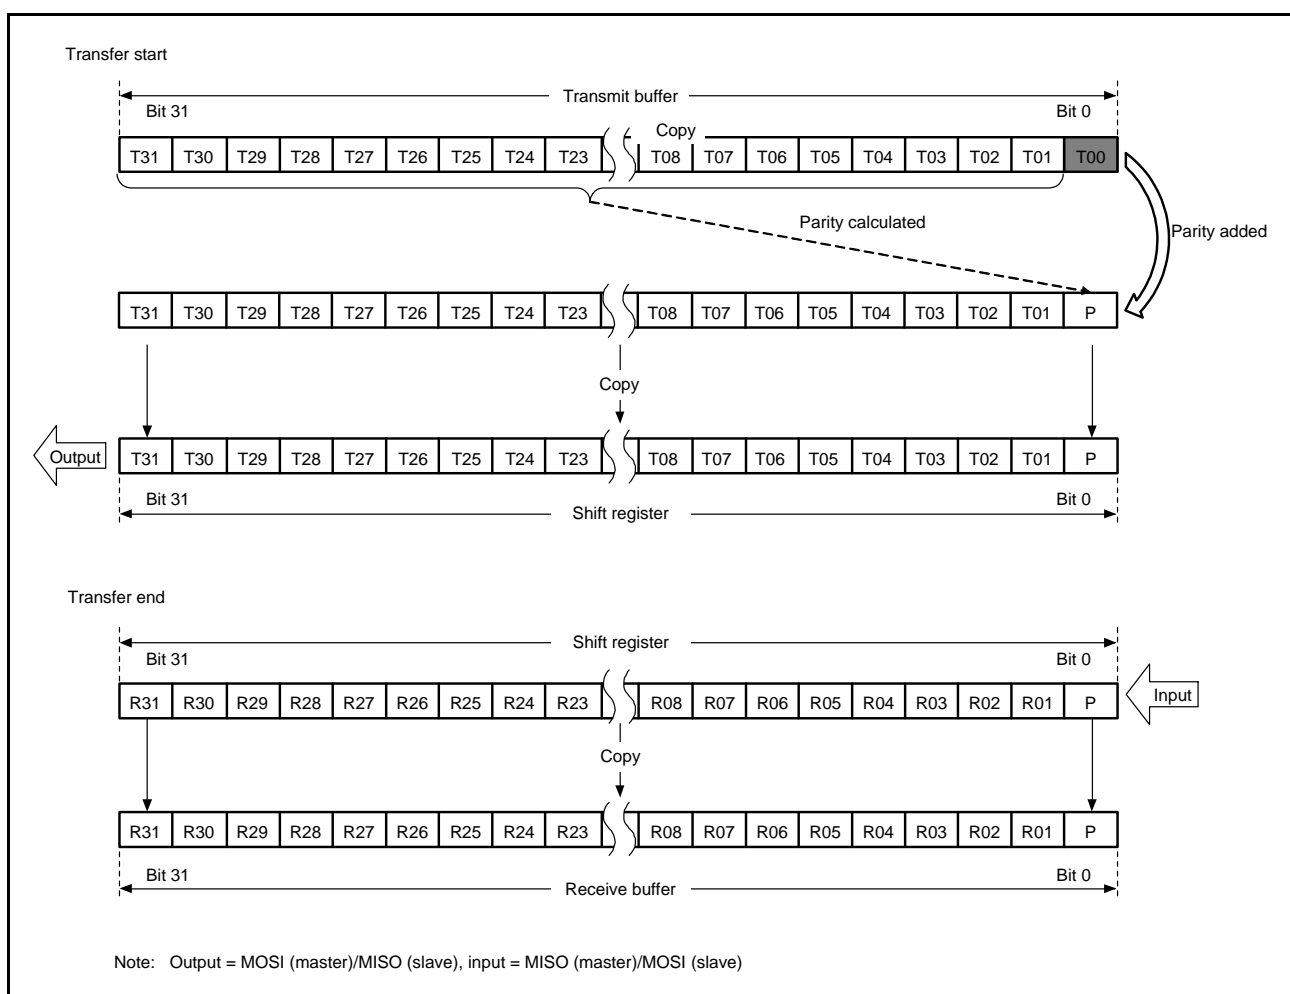 Transfer start
Transmit buffer
Bit 31 Bit 0
Copy
T31 T30 T29 T28 T27 T26 T25 T24 T23 T08 T07 T06 T05 T04 T03 T02 T01 T00
Parity calculated
Parity added
T31 T30 T29 T28 T27 T26 T25 T24 T23 T08 T07 T06 T05 T04 T03 T02 T01 P
Copy
Output
T31 T30 T29 T28 T27 T26 T25 T24 T23 T08 T07 T06 T05 T04 T03 T02 T01 P
Bit 31 Bit 0
Shift register
Transfer end
Shift register
Bit 31 Bit 0
R31 R30 R29 R28 R27 R26 R25 R24 R23 R08 R07 R06 R05 R04 R03 R02 R01 P
Input
Copy
R31 R30 R29 R28 R27 R26 R25 R24 R23 R08 R07 R06 R05 R04 R03 R02 R01 P
Bit 31 Bit 0
Receive buffer
Note: Output = MOSI (master)/MISO (slave), input = MISO (master)/MOSI (slave)